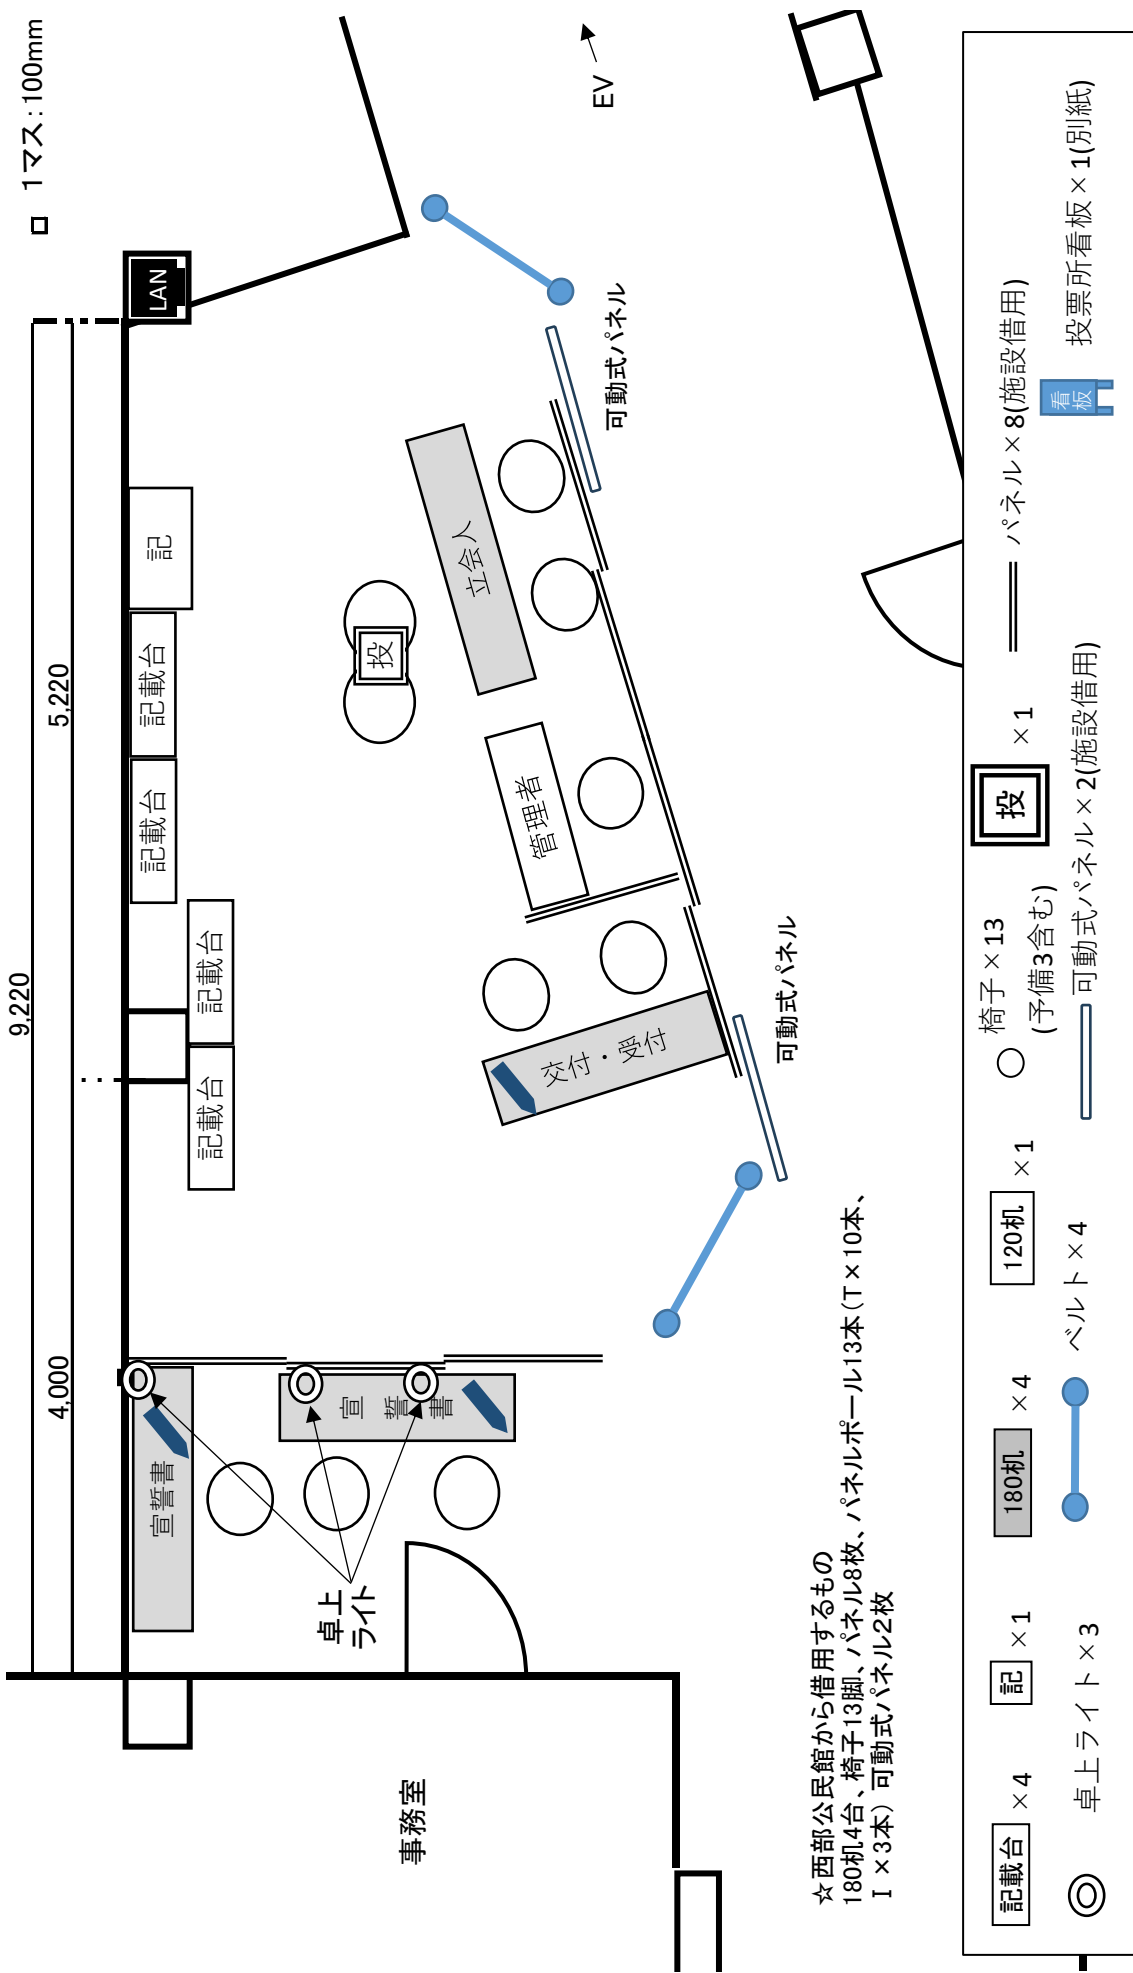 □ 1マス:100mm
9,220
4,000
5,220
LAN
EV
記
記載台
記載台
記載台
記載台
投
立会人
管理者
交付・受付
可動式パネル
可動式パネル
宣誓書
宣誓書
卓上
ライト
事務室
☆西部公民館から借用するもの
180机4台、椅子13脚、パネル8枚、パネルポール13本(T×10本、
I×3本) 可動式パネル2枚
記載台 ×4
記 ×1
180机 ×4
120机 ×1
椅子×13
(予備3含む)
投 ×1
パネル×8(施設借用)
卓上ライト×3
ベルト×4
可動式パネル×2(施設借用)
看板
投票所看板×1(別紙)